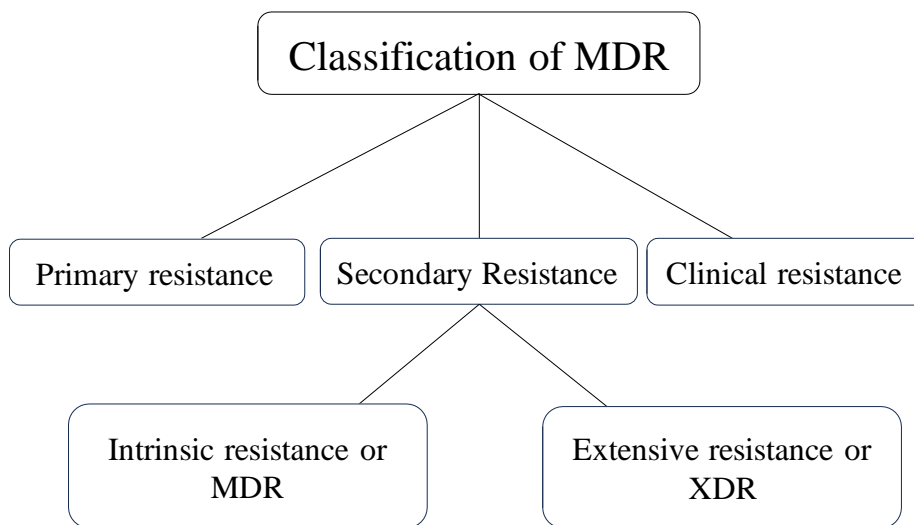 Classification of MDR
Primary resistance
Secondary Resistance
Clinical resistance
Intrinsic resistance or
MDR
Extensive resistance or
XDR